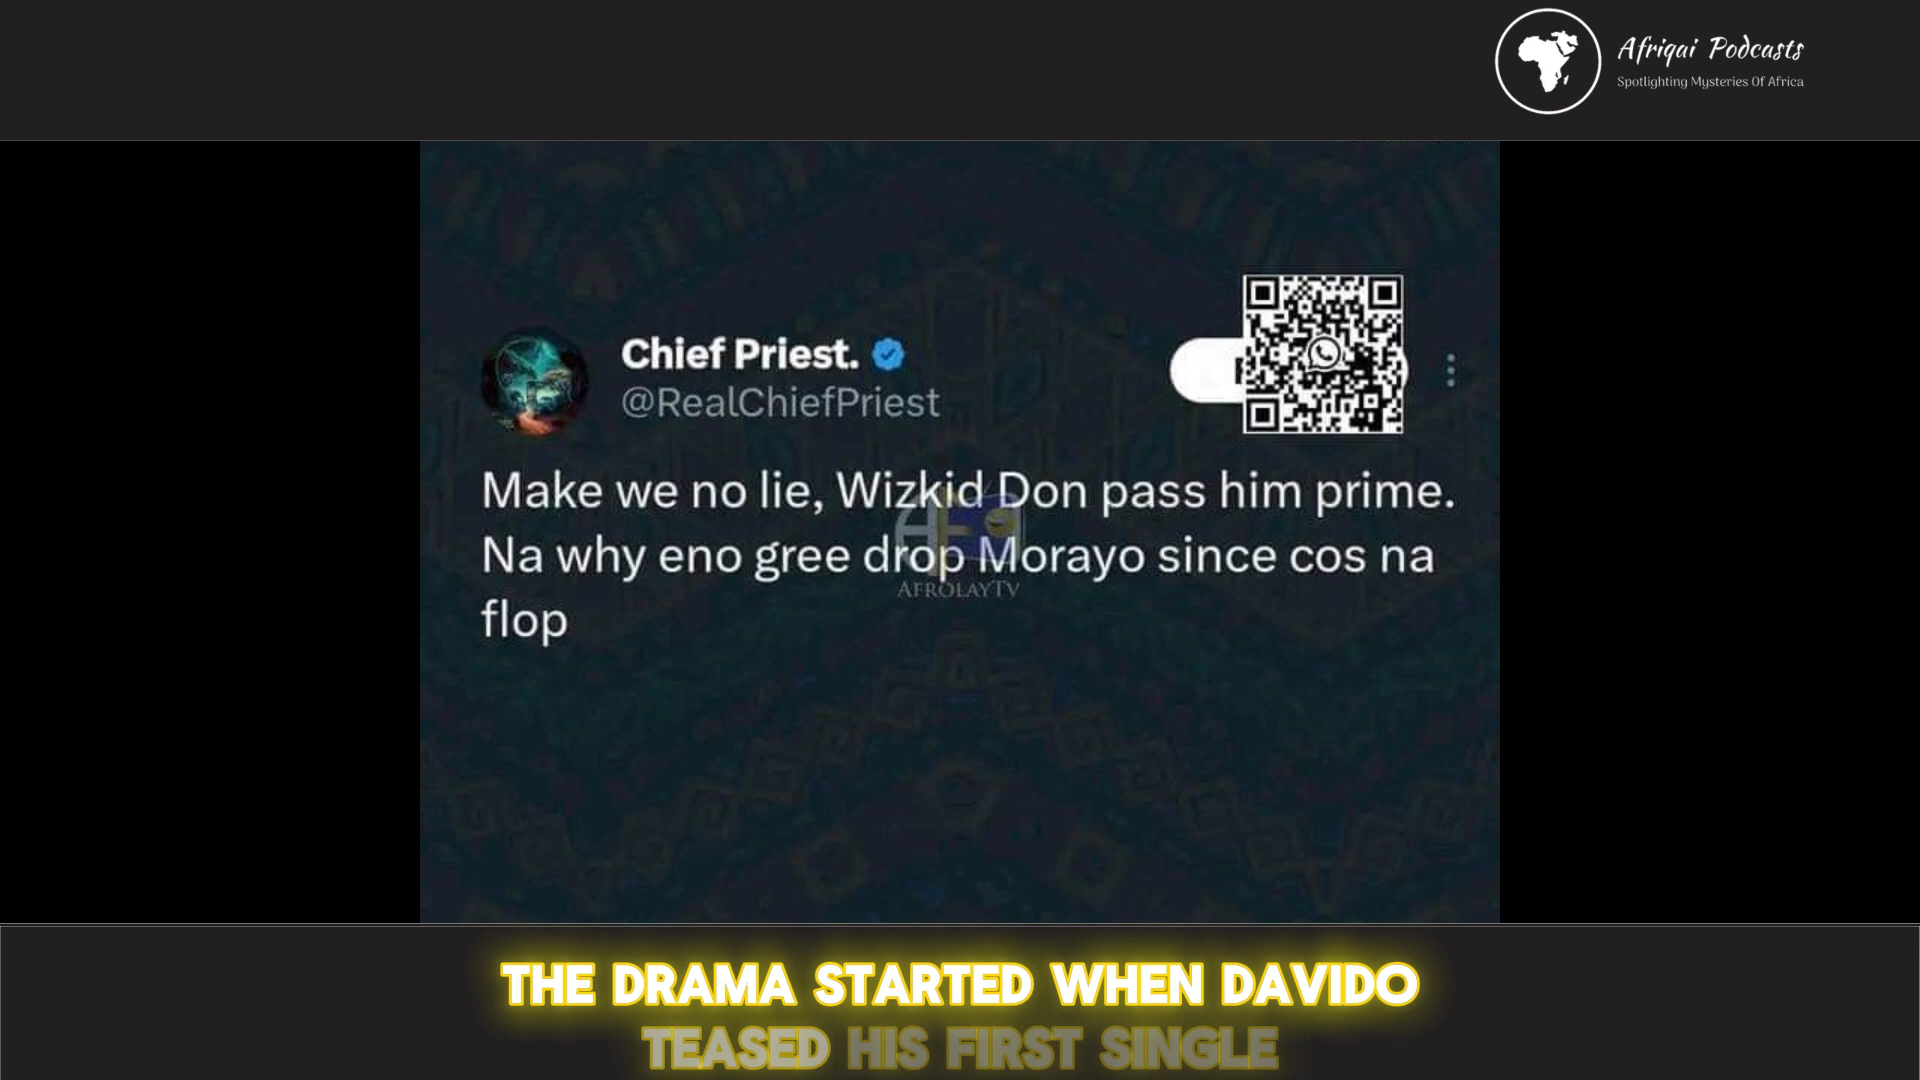 Afriqai Podcasts
Spotlighting Mysteries Of Africa
Chief Priest.
@RealChiefPriest
Make we no lie, Wizkid Don pass him prime.
Na why eno gree drop Morayo since cos na
flop
AFROLAYTV
THE DRAMA STARTED WHEN DAVIDO
TEASED HIS FIRST SINGLE